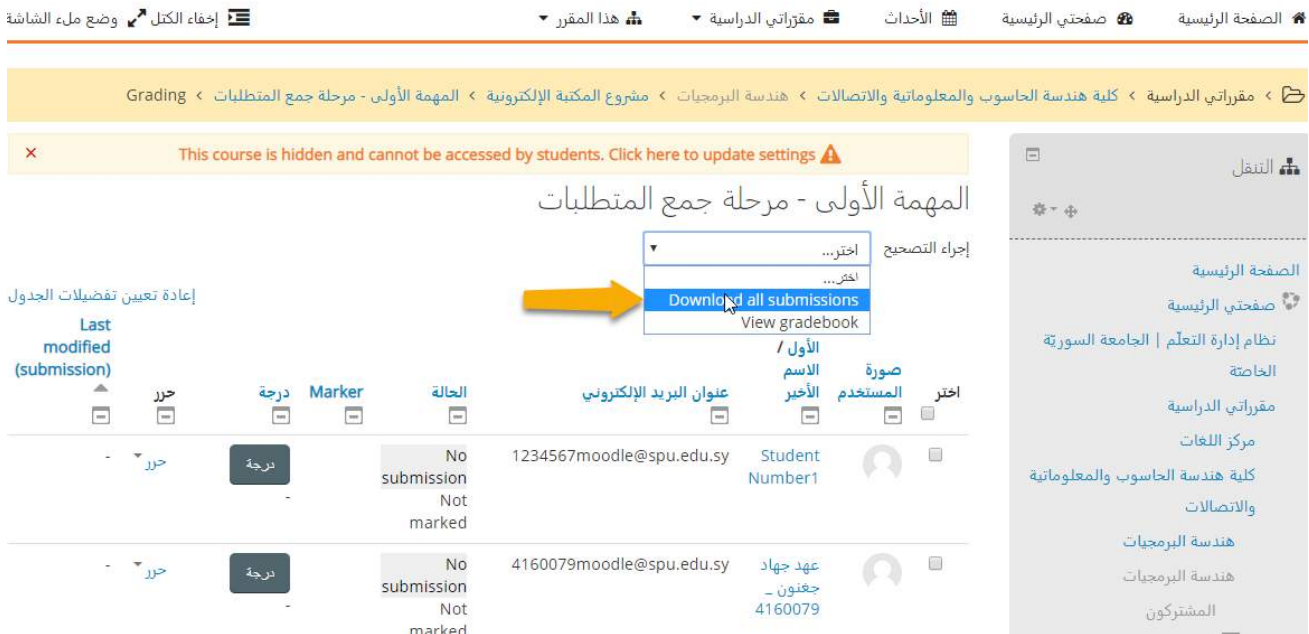 الصفحة الرئيسية
صفحتي الرئيسية
الأحداث
مقرّراتي الدراسية
هذا المقرر
إخفاء الكتل
وضع ملء الشاشة
مقرراتي الدراسية › كلية هندسة الحاسوب والمعلوماتية والاتصالات › هندسة البرمجيات › مشروع المكتبة الإلكترونية › المهمة الأولى - مرحلة جمع المتطلبات › Grading
التنقل
الصفحة الرئيسية
صفحتي الرئيسية
نظام إدارة التعلّم | الجامعة السوريّة
الخاصّة
مقرراتي الدراسية
مركز اللغات
كلية هندسة الحاسوب والمعلوماتية
والاتصالات
هندسة البرمجيات
هندسة البرمجيات
المشتركون
This course is hidden and cannot be accessed by students. Click here to update settings
المهمة الأولى - مرحلة جمع المتطلبات
إجراء التصحيح
اختر...
اختر...
Download all submissions
View gradebook
إعادة تعيين تفضيلات الجدول
اختر
صورة
المستخدم
الأول /
الاسم
الأخير
عنوان البريد الإلكتروني
الحالة
Marker
درجة
حرر
Last
modified
(submission)
Student
Number1
1234567moodle@spu.edu.sy
No
submission
Not
marked
درجة
-
حرر
-
عهد جهاد
جغنون _
4160079
4160079moodle@spu.edu.sy
No
submission
Not
marked
درجة
-
حرر
-